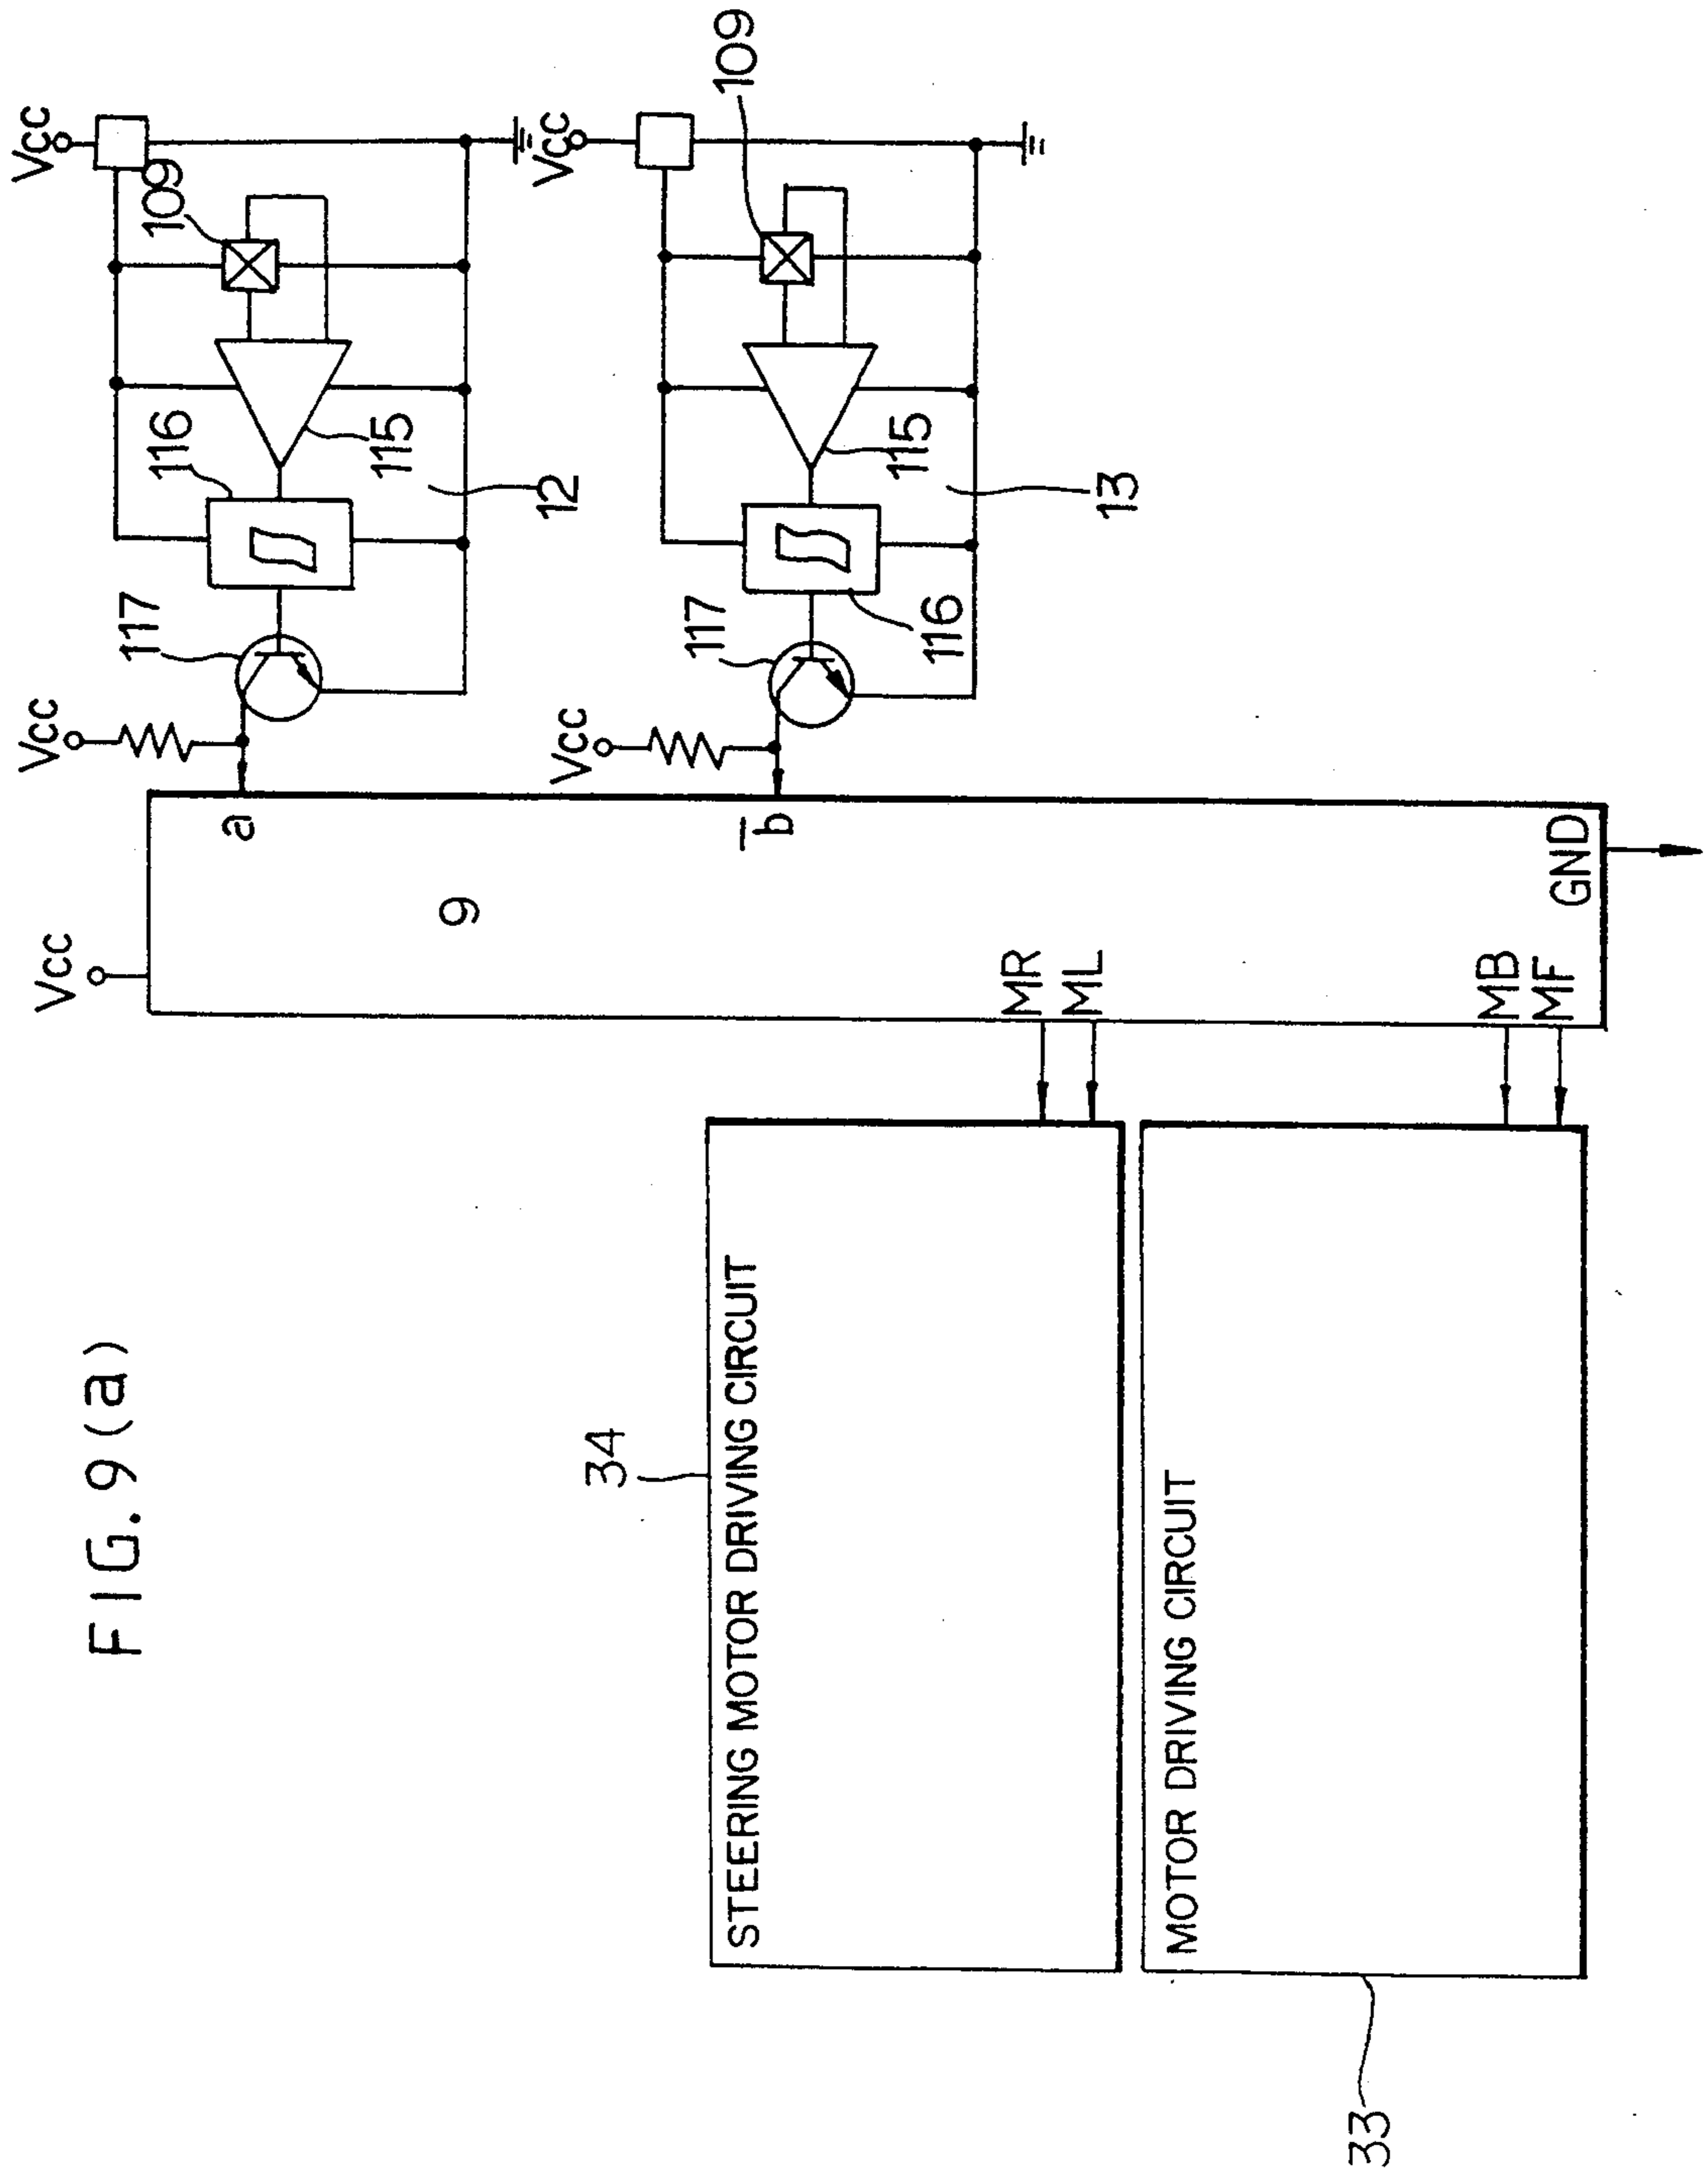 FIG. 9 (a)
Vcc
Vcc
Vcc
Vcc
Vcc
109
109
116
115
12
117
115
13
116
117
a
b̅
9
MR
ML
MB
MF
GND
34
STEERING MOTOR DRIVING CIRCUIT
MOTOR DRIVING CIRCUIT
33